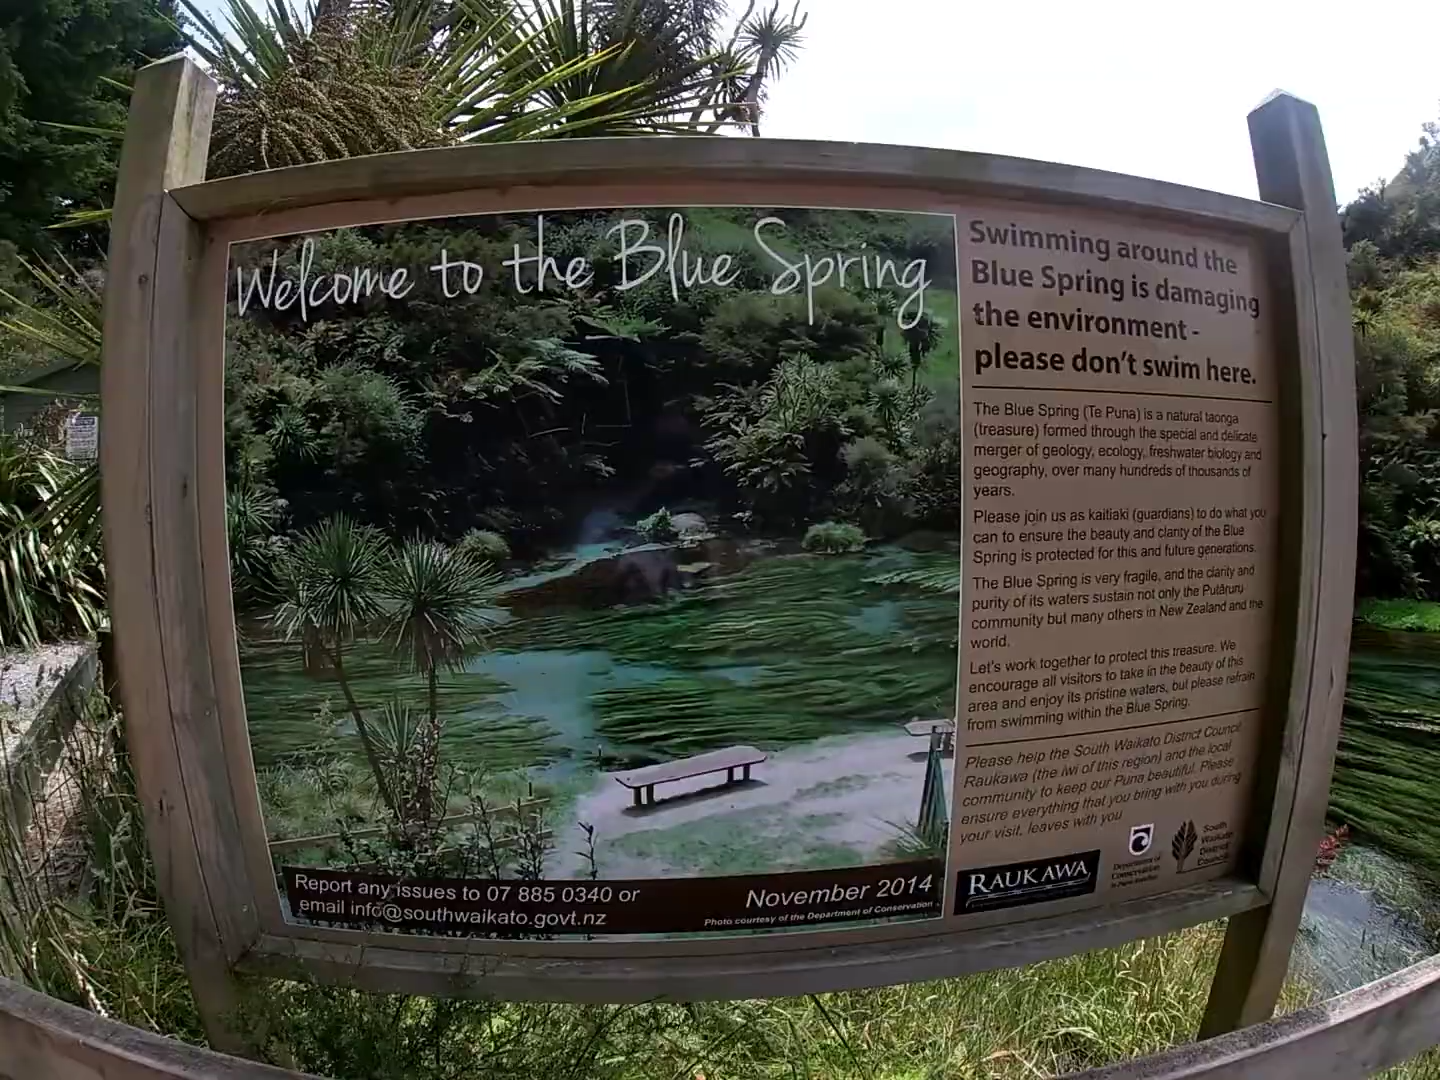 Welcome to the Blue Spring
Swimming around the
Blue Spring is damaging
the environment -
please don't swim here.
The Blue Spring (Te Puna) is a natural taonga
(treasure) formed through the special and delicate
merger of geology, ecology, freshwater biology and
geography, over many hundreds of thousands of
years.
Please join us as kaitiaki (guardians) to do what you
can to ensure the beauty and clarity of the Blue
Spring is protected for this and future generations.
The Blue Spring is very fragile, and the clarity and
purity of its waters sustain not only the Putāruru
community but many others in New Zealand and the
world.
Let's work together to protect this treasure. We
encourage all visitors to take in the beauty of this
area and enjoy its pristine waters, but please refrain
from swimming within the Blue Spring.
Please help the South Waikato District Council,
Raukawa (the iwi of this region) and the local
community to keep our Puna beautiful. Please
ensure everything that you bring with you during
your visit, leaves with you
Report any issues to 07 885 0340 or
email info@southwaikato.govt.nz
November 2014
Photo courtesy of the Department of Conservation
RAUKAWA
Department of
Conservation
South
Waikato
District
Council